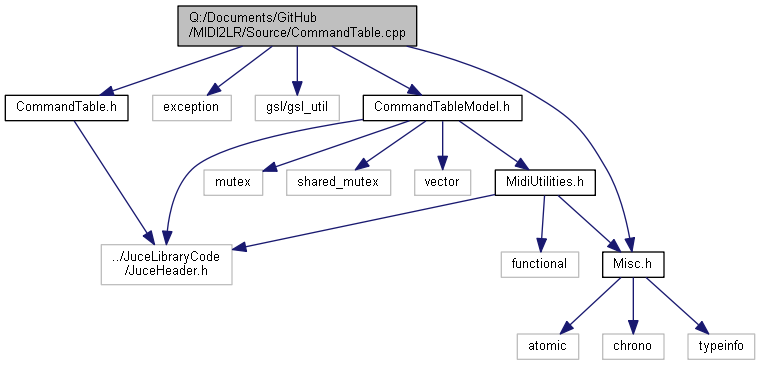 Q:/Documents/GitHub
/MIDI2LR/Source/CommandTable.cpp
CommandTable.h
exception
gsl/gsl_util
CommandTableModel.h
mutex
shared_mutex
vector
MidiUtilities.h
../JuceLibraryCode
/JuceHeader.h
functional
Misc.h
atomic
chrono
typeinfo